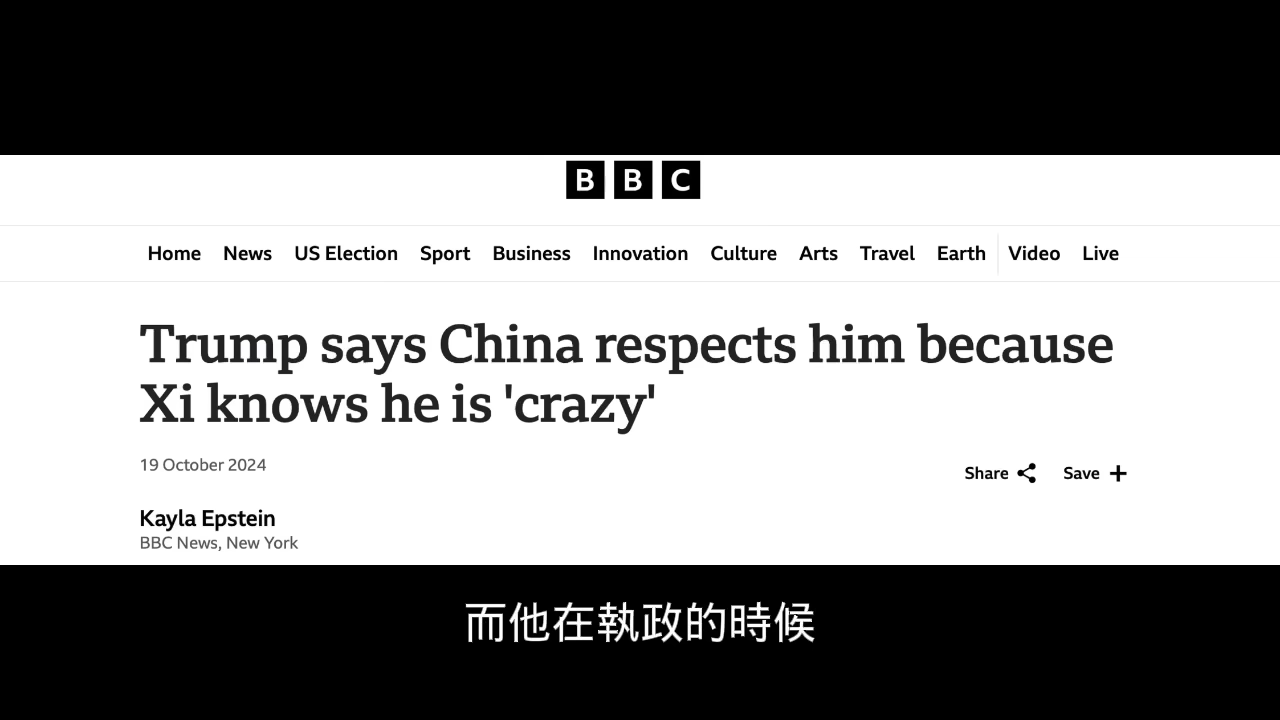 BBC
Home News US Election Sport Business Innovation Culture Arts Travel Earth Video Live
Trump says China respects him because
Xi knows he is 'crazy'
19 October 2024
Share Save
Kayla Epstein
BBC News, New York
而他在執政的時候